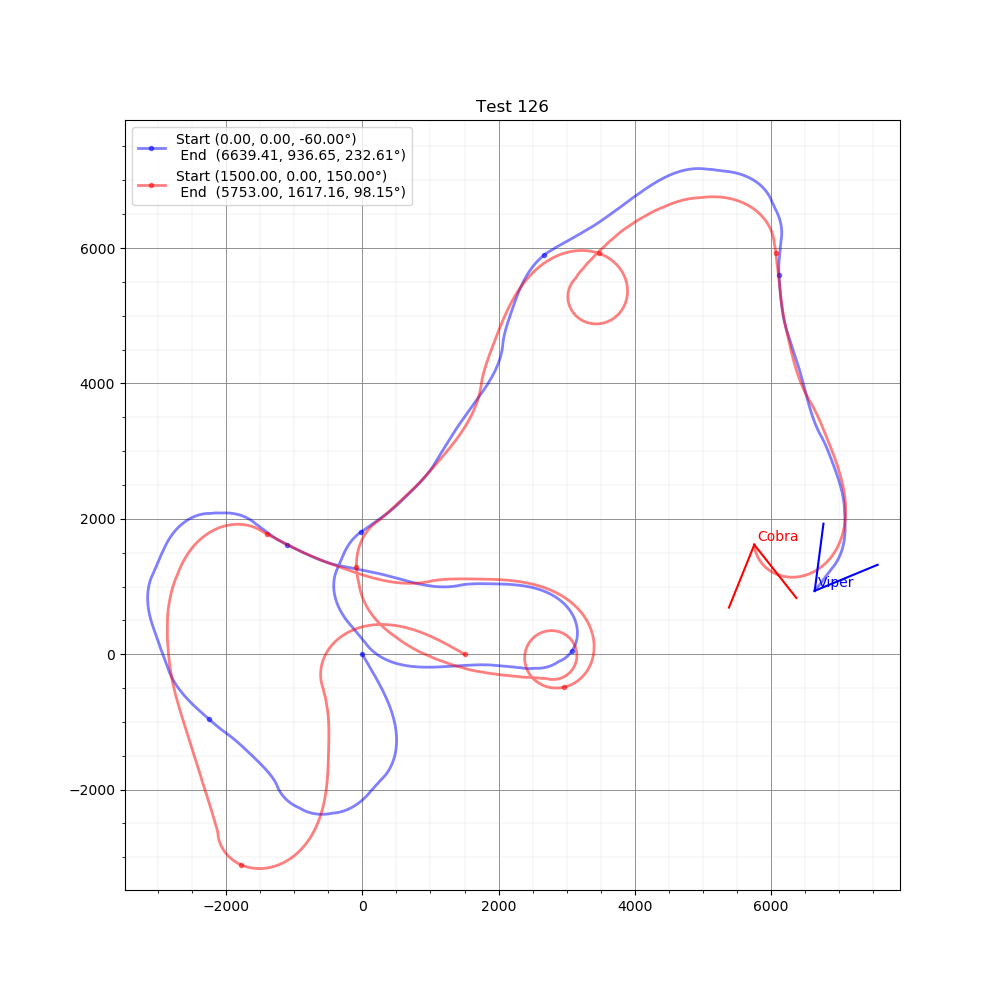 Test 126
Start (0.00, 0.00, -60.00°)
End (6639.41, 936.65, 232.61°)
Start (1500.00, 0.00, 150.00°)
End (5753.00, 1617.16, 98.15°)
6000
4000
2000
0
−2000
Cobra
Viper
−2000
0
2000
4000
6000